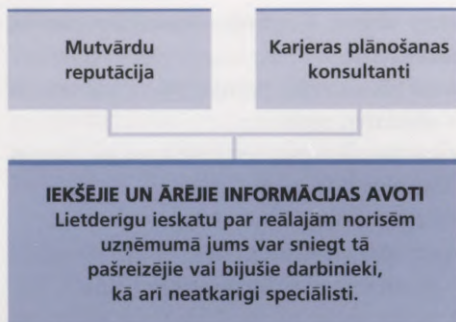 Mutvārdu
reputācija
Karjeras plānošanas
konsultanti
IEKŠĒJIE UN ĀRĒJIE INFORMĀCIJAS AVOTI
Lietderīgu ieskatu par reālajām norisēm
uzņēmumā jums var sniegt tā
pašreizējie vai bijušie darbinieki,
kā arī neatkarīgi speciālisti.